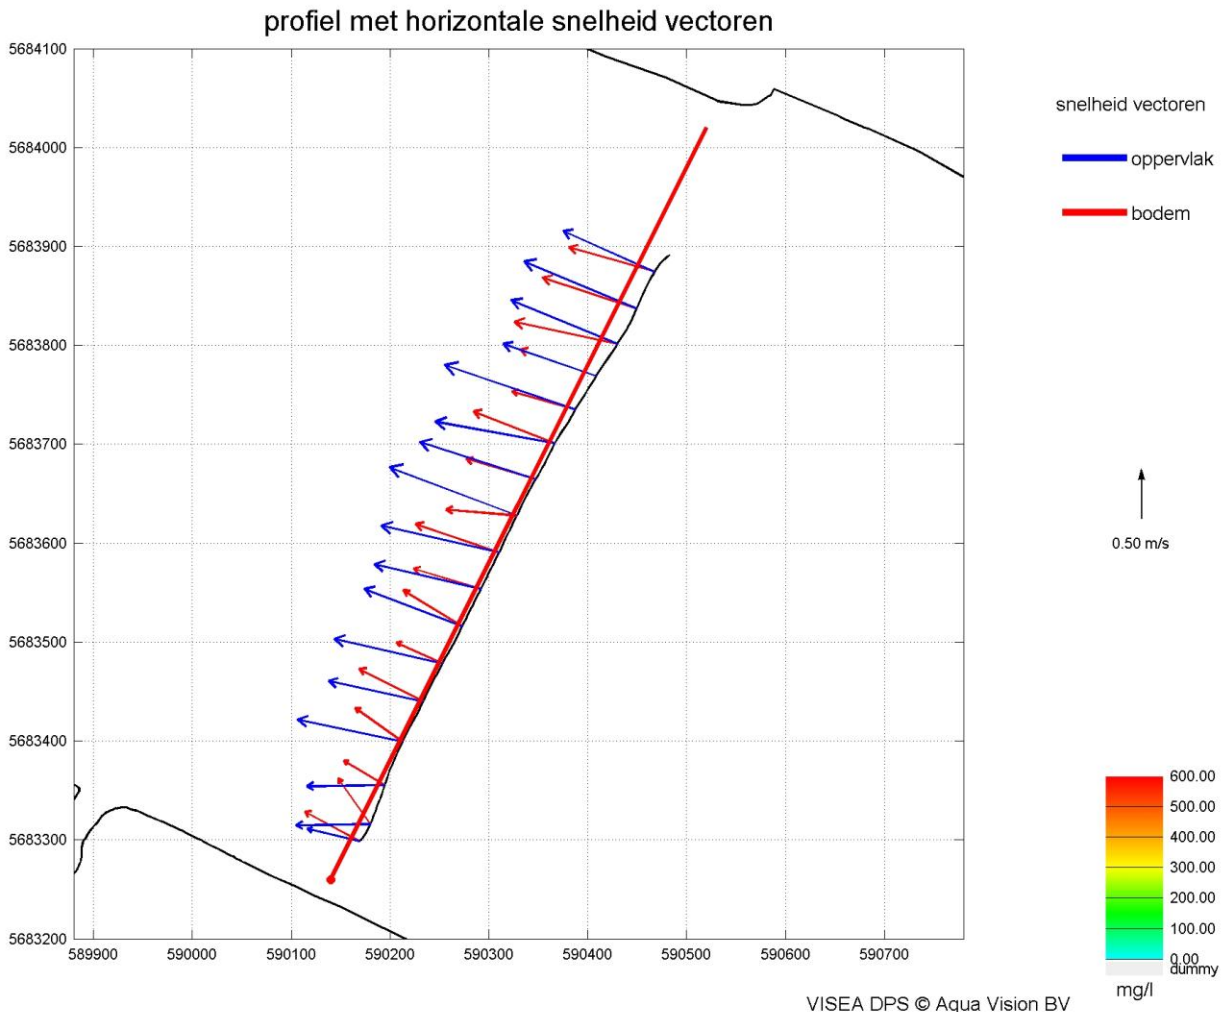 profiel met horizontale snelheid vectoren
5684100
5684000
5683900
5683800
5683700
5683600
5683500
5683400
5683300
5683200
589900 590000 590100 590200 590300 590400 590500 590600 590700
snelheid vectoren
oppervlak
bodem
0.50 m/s
600.00
500.00
400.00
300.00
200.00
100.00
0.00
dummy
mg/l
VISEA DPS © Aqua Vision BV